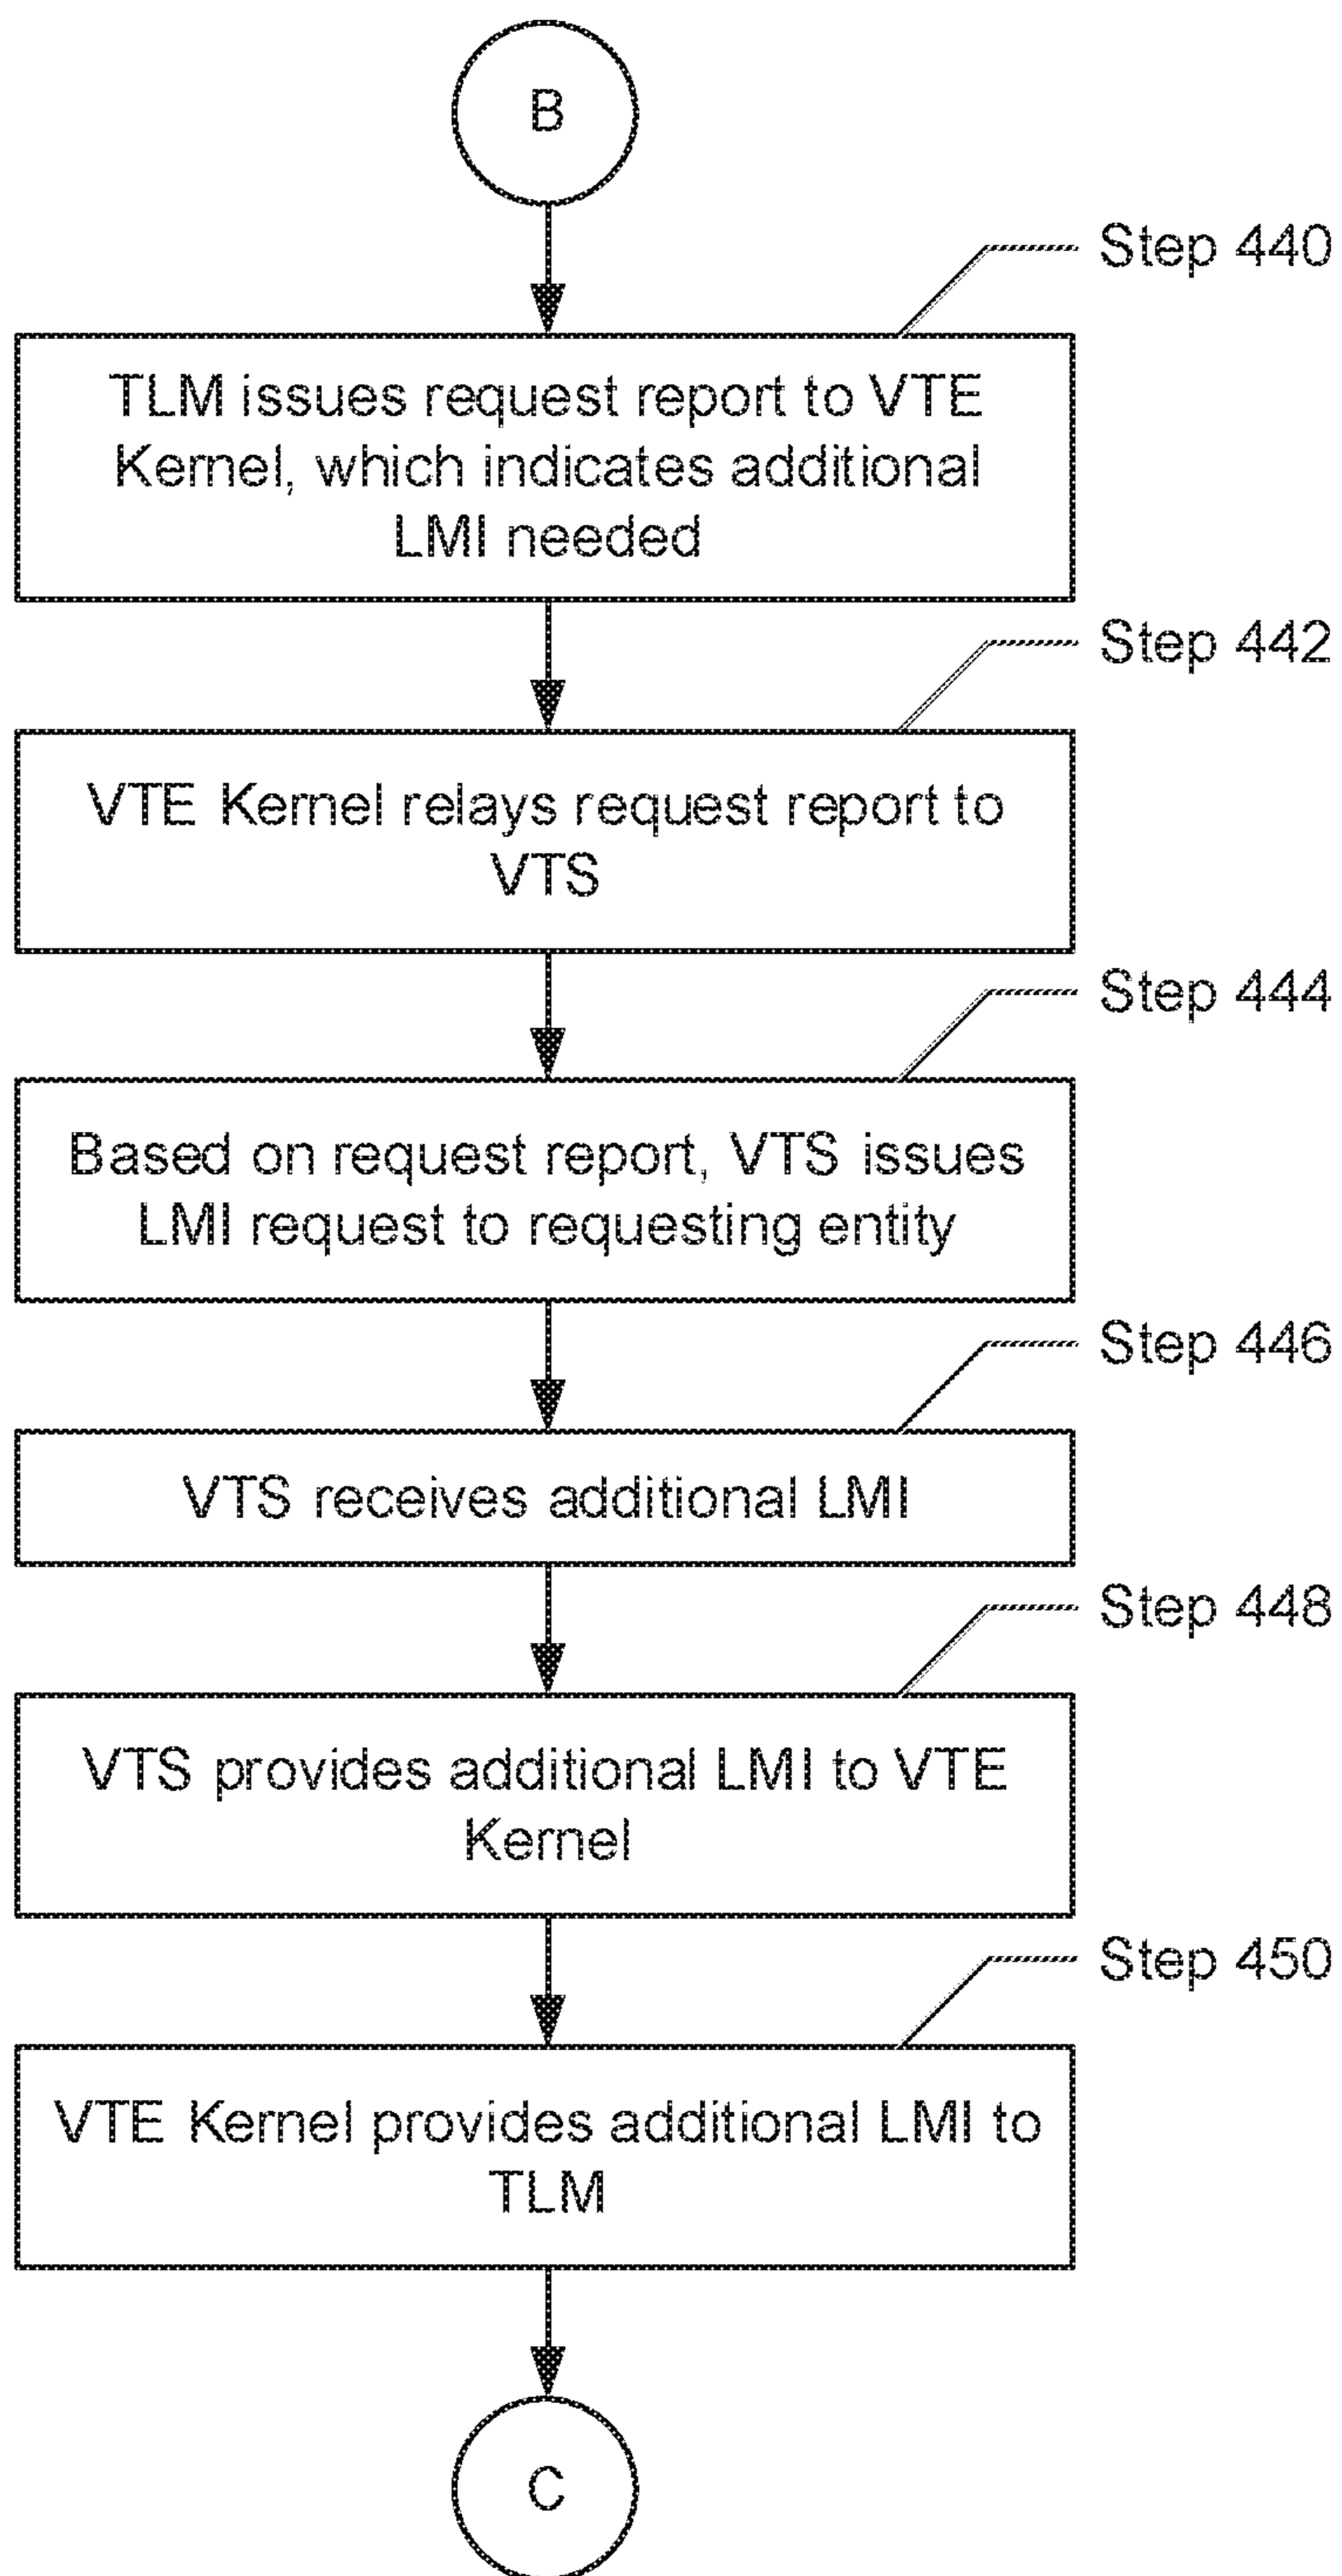 B
Step 440
TLM issues request report to VTE
Kernel, which indicates additional
LMI needed
Step 442
VTE Kernel relays request report to
VTS
Step 444
Based on request report, VTS issues
LMI request to requesting entity
Step 446
VTS receives additional LMI
Step 448
VTS provides additional LMI to VTE
Kernel
Step 450
VTE Kernel provides additional LMI to
TLM
C